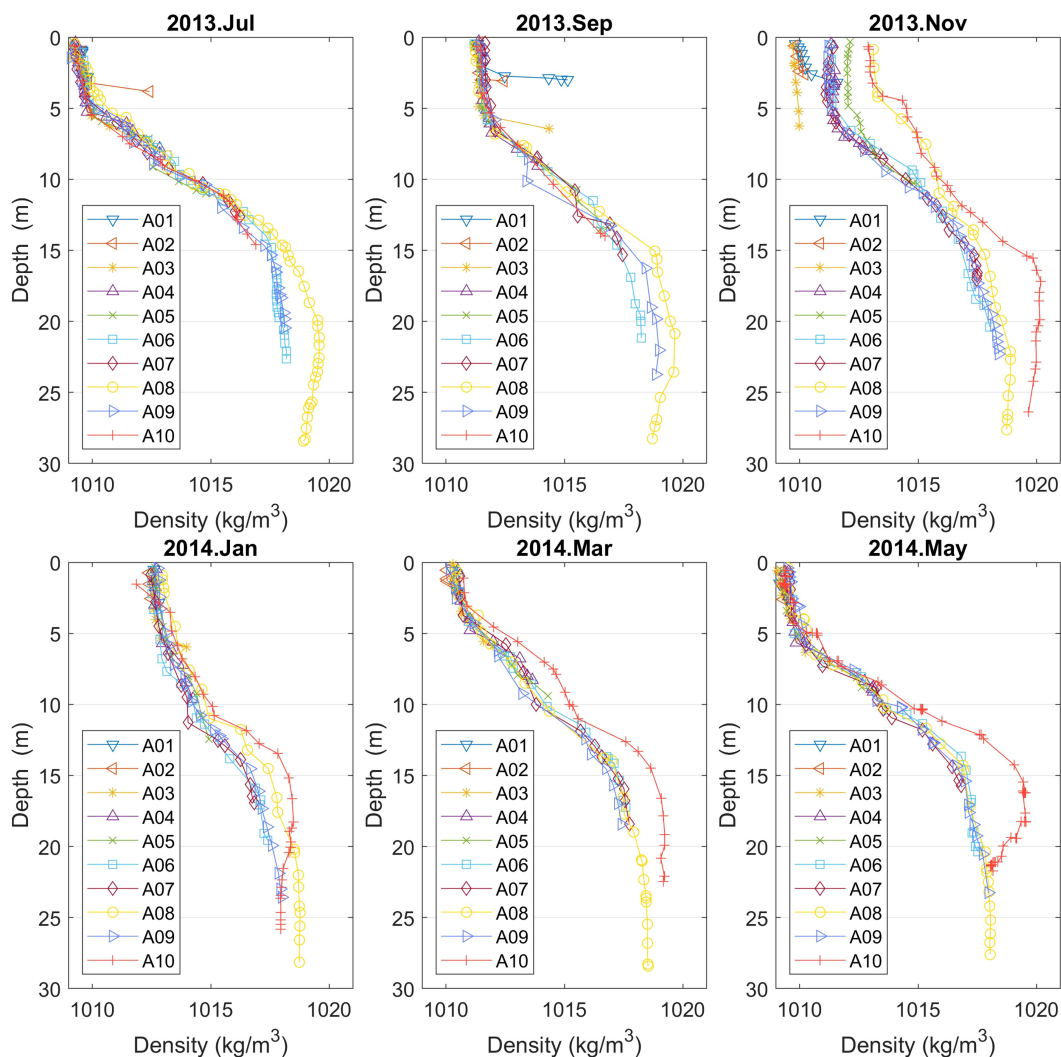 2013.Jul
0
5
10
15
20
25
30
Depth (m)
A01
A02
A03
A04
A05
A06
A07
A08
A09
A10
1010 1015 1020
Density (kg/m³)
2013.Sep
0
5
10
15
20
25
30
Depth (m)
A01
A02
A03
A04
A05
A06
A07
A08
A09
A10
1010 1015 1020
Density (kg/m³)
2013.Nov
0
5
10
15
20
25
30
Depth (m)
A01
A02
A03
A04
A05
A06
A07
A08
A09
A10
1010 1015 1020
Density (kg/m³)
2014.Jan
0
5
10
15
20
25
30
Depth (m)
A01
A02
A03
A04
A05
A06
A07
A08
A09
A10
1010 1015 1020
Density (kg/m³)
2014.Mar
0
5
10
15
20
25
30
Depth (m)
A01
A02
A03
A04
A05
A06
A07
A08
A09
A10
1010 1015 1020
Density (kg/m³)
2014.May
0
5
10
15
20
25
30
Depth (m)
A01
A02
A03
A04
A05
A06
A07
A08
A09
A10
1010 1015 1020
Density (kg/m³)